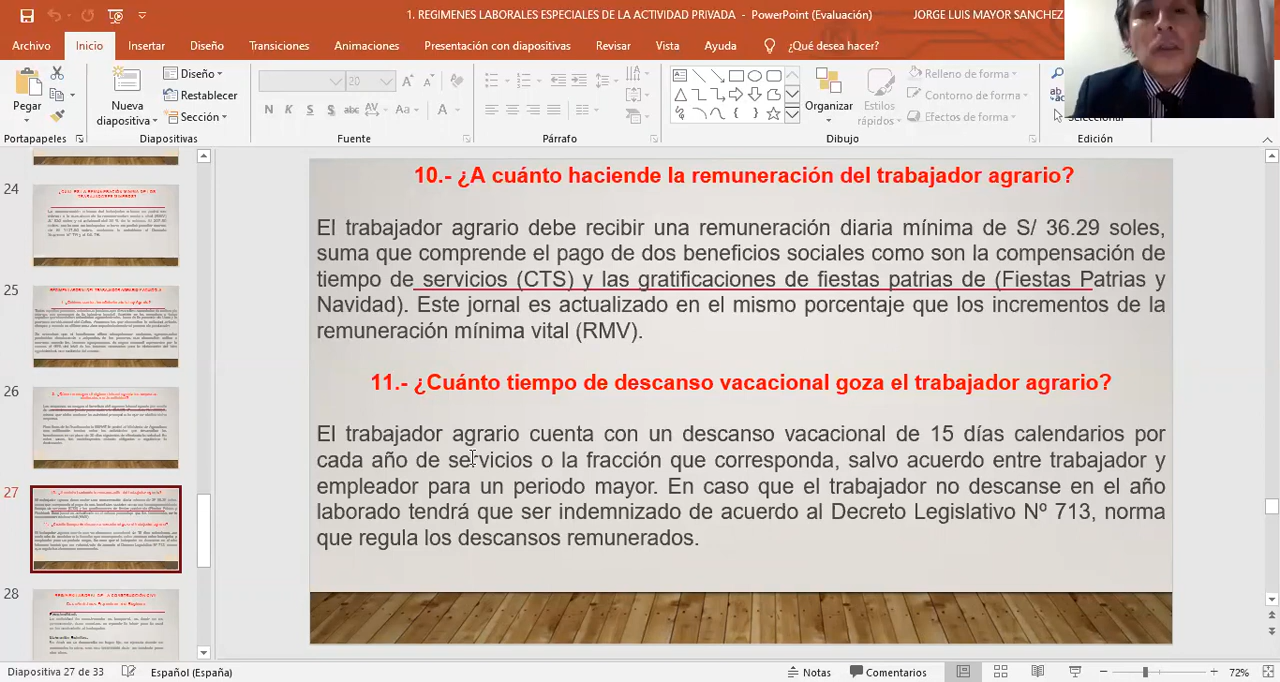 1. REGIMENES LABORALES ESPECIALES DE LA ACTIVIDAD PRIVADA - PowerPoint (Evaluación)
JORGE LUIS MAYOR SANCHEZ
Archivo Inicio Insertar Diseño Transiciones Animaciones Presentación con diapositivas Revisar Vista Ayuda ¿Qué desea hacer?
Pegar
Nueva
diapositiva
Diseño
Restablecer
Sección
20
N K S S abc AV Aa A
Organizar
Estilos
rápidos
Relleno de forma
Contorno de forma
Efectos de forma
Seleccionar
Portapapeles
Diapositivas
Fuente
Párrafo
Dibujo
Edición
24
25
26
27
28
10.- ¿A cuánto haciende la remuneración del trabajador agrario?
El trabajador agrario debe recibir una remuneración diaria mínima de S/ 36.29 soles,
suma que comprende el pago de dos beneficios sociales como son la compensación de
tiempo de servicios (CTS) y las gratificaciones de fiestas patrias de (Fiestas Patrias y
Navidad). Este jornal es actualizado en el mismo porcentaje que los incrementos de la
remuneración mínima vital (RMV).
11.- ¿Cuánto tiempo de descanso vacacional goza el trabajador agrario?
El trabajador agrario cuenta con un descanso vacacional de 15 días calendarios por
cada año de servicios o la fracción que corresponda, salvo acuerdo entre trabajador y
empleador para un periodo mayor. En caso que el trabajador no descanse en el año
laborado tendrá que ser indemnizado de acuerdo al Decreto Legislativo Nº 713, norma
que regula los descansos remunerados.
Diapositiva 27 de 33 Español (España) Notas Comentarios 72%